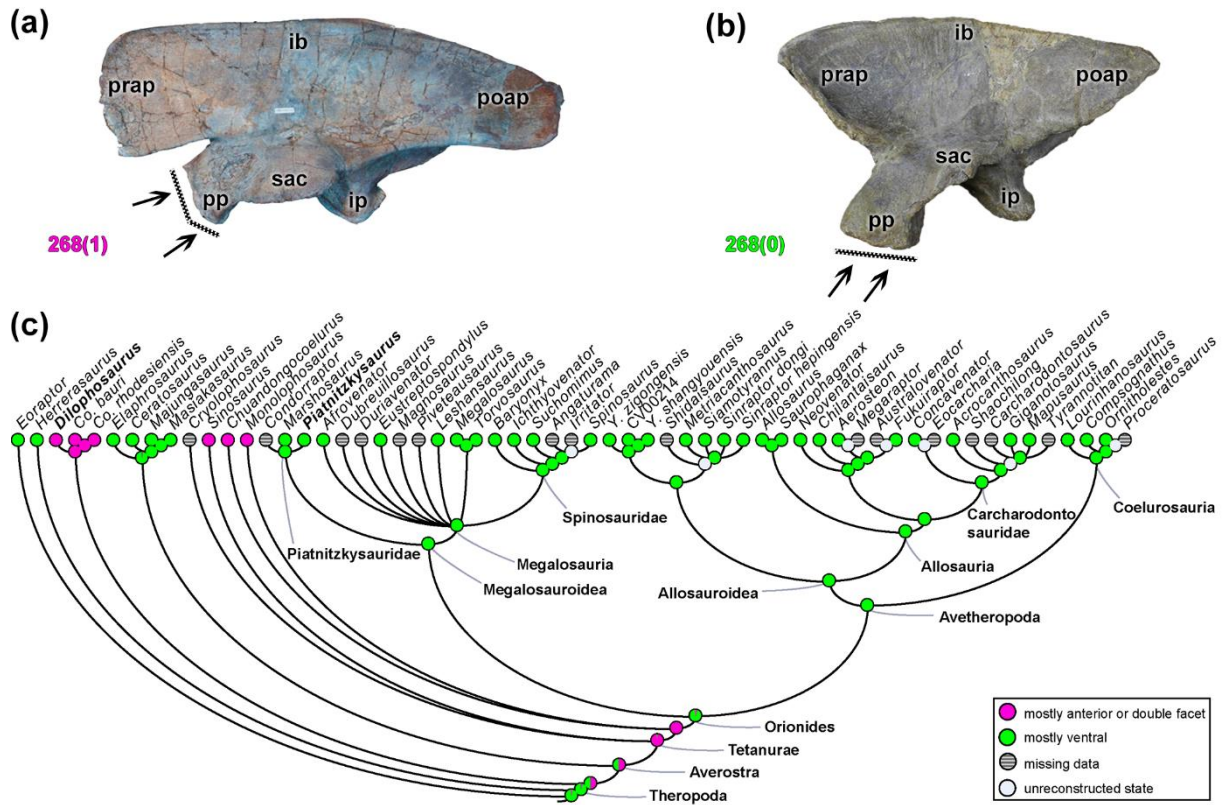 (a)
ib
prap
poap
sac
pp
ip
268(1)
(b)
ib
prap
poap
sac
pp
ip
268(0)
(c)
Eoraptor
Herrerasaurus
Dilophosaurus
Co. bauri
Co. rhodesiensis
Elaphrosaurus
Ceratosaurus
Majungasaurus
Masiakasaurus
Cryolophosaurus
Sinosaurus
Chuandongocoelurus
Monolophosaurus
Condorraptor
Marshosaurus
Piatnitzkysaurus
Afrovenator
Dubreuillosaurus
Duriavenator
Eustreptospondylus
Magnosaurus
Piveteausaurus
Leshansaurus
Megalosaurus
Torvosaurus
Baryonyx
Ichthyovenator
Suchomimus
Angaturama
Irritator
Spinosaurus
Y. zigongensis
CV00214
Y. shangyouensis
Shidaisaurus
Metriacanthosaurus
Siamotyrannus
Sinraptor dongi
Sinraptor hepingensis
Allosaurus
Saurophaganax
Neovenator
Chilantaisaurus
Aerosteon
Megaraptor
Australovenator
Fukuiraptor
Concavenator
Eocarcharia
Acrocanthosaurus
Shaochilong
Carcharodontosaurus
Giganotosaurus
Mapusaurus
Tyrannotitan
Lourinhanosaurus
Compsognathus
Ornitholestes
Proceratosaurus
Spinosauridae
Piatnitzkysauridae
Megalosauria
Megalosauroidea
Carcharodonto
sauridae
Coelurosauria
Allosauria
Allosauroidea
Avetheropoda
Orionides
Tetanurae
Averostra
Theropoda
mostly anterior or double facet
mostly ventral
missing data
unreconstructed state